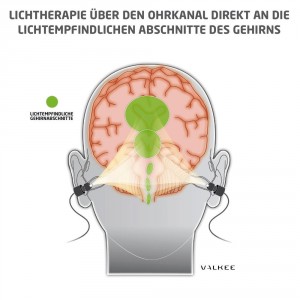 LICHTTHERAPIE ÜBER DEN OHRKANAL DIREKT AN DIE
LICHTEMPFINDLICHEN ABSCHNITTE DES GEHIRNS
LICHTEMPFINDLICHE
GEHIRNABSCHNITTE
VALKEE